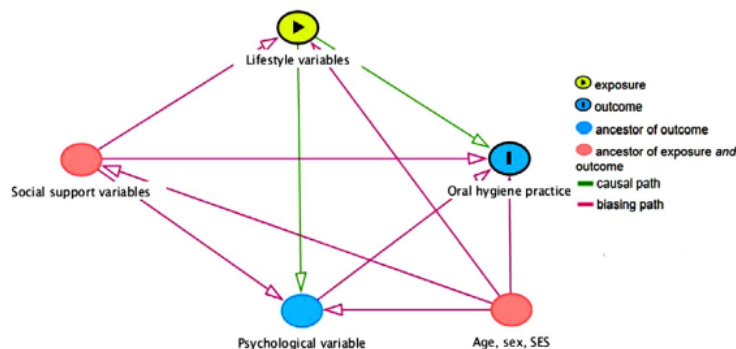 Lifestyle variables
exposure
outcome
ancestor of outcome
ancestor of exposure and
outcome
causal path
biasing path
Social support variables
Oral hygiene practice
Psychological variable
Age, sex, SES